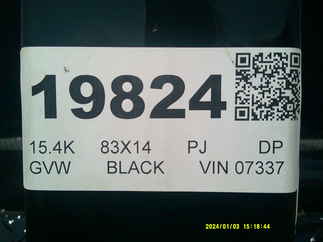 19824
15.4K 83X14 PJ DP
GVW BLACK VIN 07337
2024/01/03 15:18:44